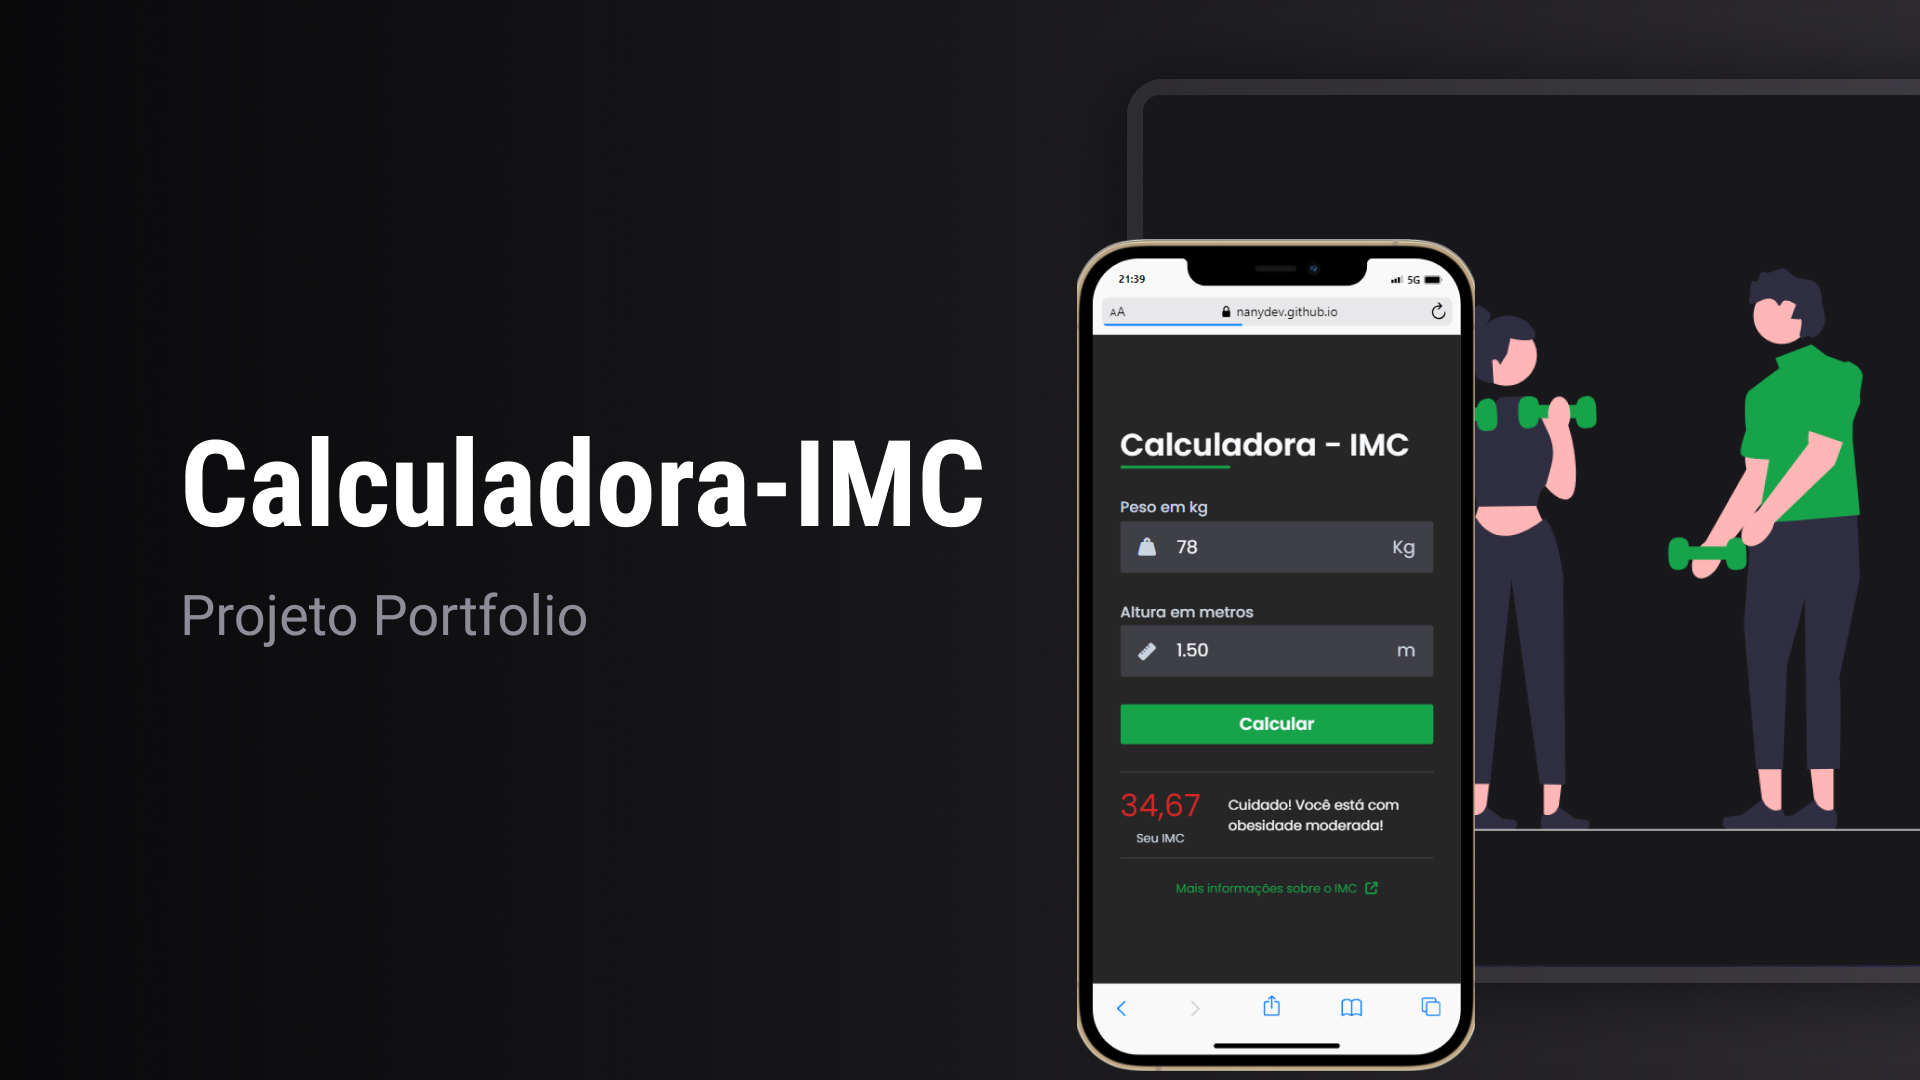 Calculadora-IMC
Projeto Portfolio
21:39
5G
AA
nanydev.github.io
Calculadora - IMC
Peso em kg
78 Kg
Altura em metros
1.50 m
Calcular
34,67
Seu IMC
Cuidado! Você está com
obesidade moderada!
Mais informações sobre o IMC